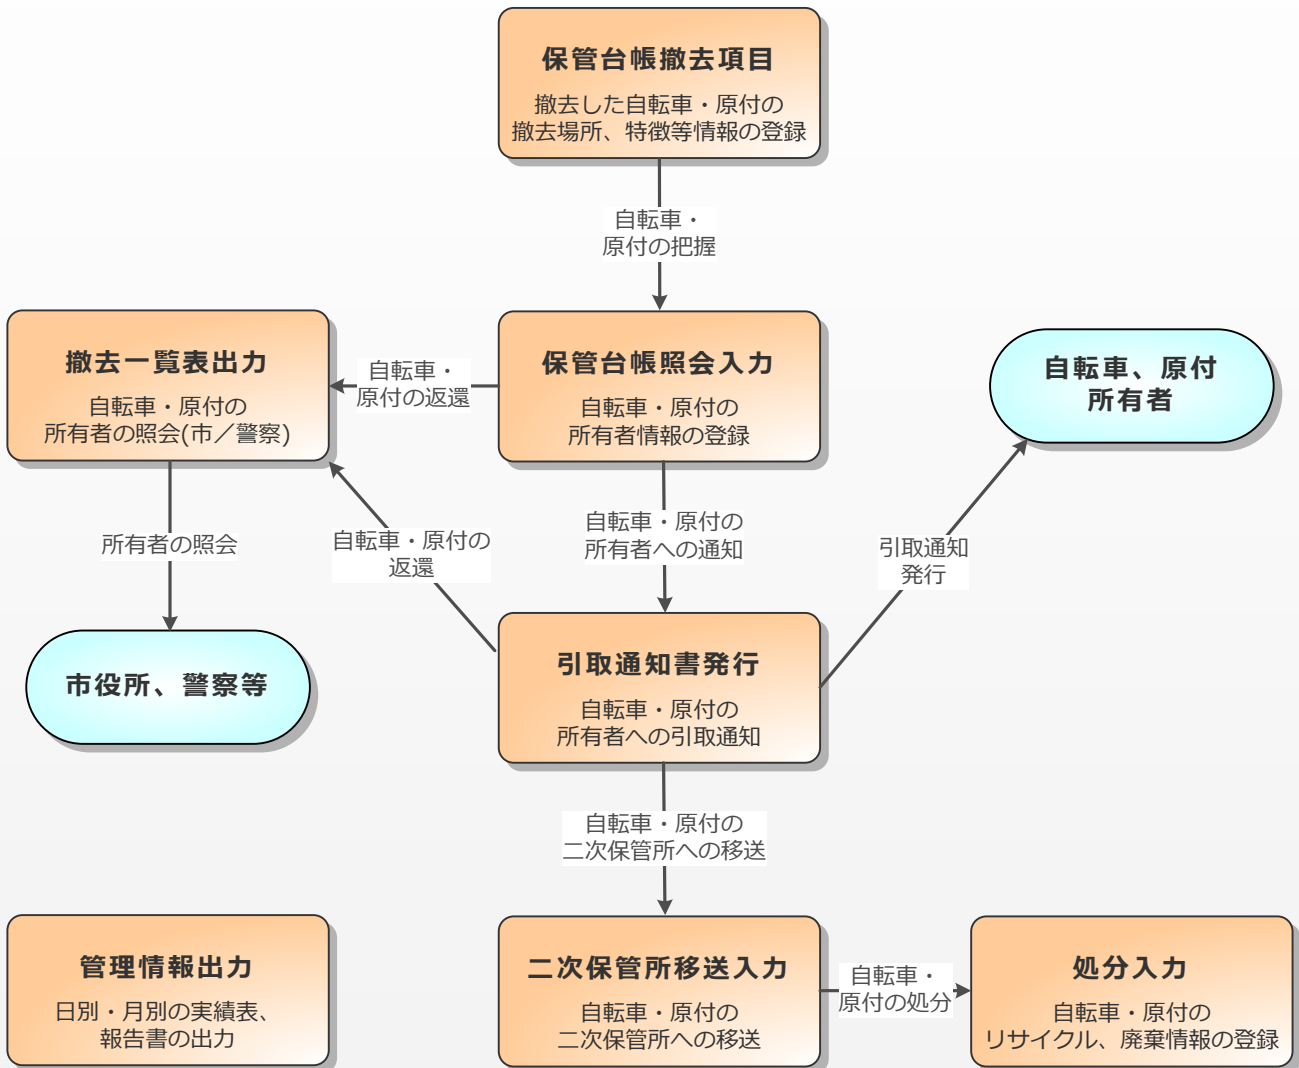 保管台帳撤去項目
撤去した自転車・原付の
撤去場所、特徴等情報の登録
自転車・
原付の把握
撤去一覧表出力
自転車・原付の
所有者の照会(市／警察)
自転車・
原付の返還
保管台帳照会入力
自転車・原付の
所有者情報の登録
自転車、原付
所有者
所有者の照会
自転車・原付の
返還
自転車・原付の
所有者への通知
引取通知
発行
市役所、警察等
引取通知書発行
自転車・原付の
所有者への引取通知
自転車・原付の
二次保管所への移送
管理情報出力
日別・月別の実績表、
報告書の出力
二次保管所移送入力
自転車・原付の
二次保管所への移送
自転車・
原付の処分
処分入力
自転車・原付の
リサイクル、廃棄情報の登録